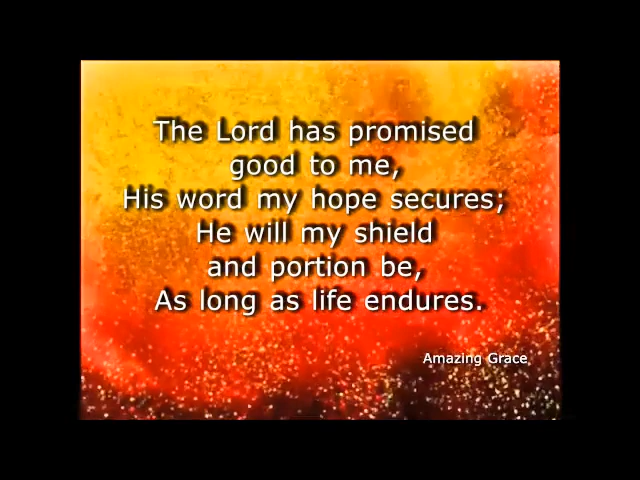 The Lord has promised
good to me,
His word my hope secures;
He will my shield
and portion be,
As long as life endures.
Amazing Grace